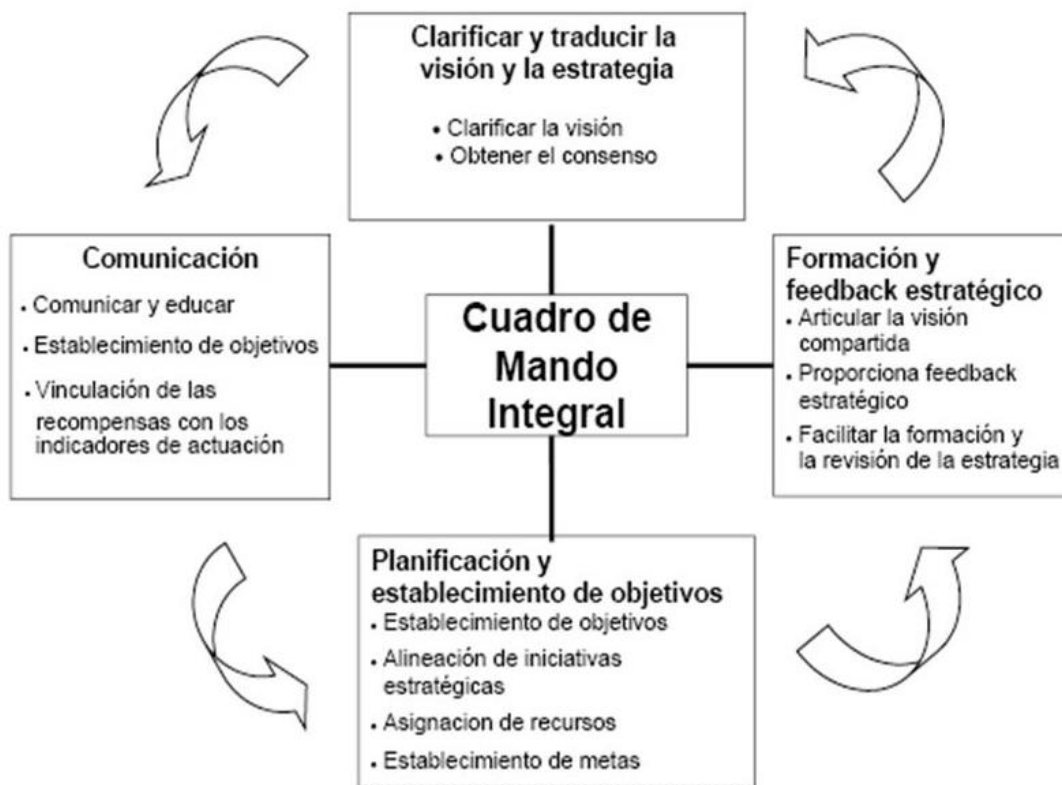 Clarificar y traducir la
visión y la estrategia
• Clarificar la visión
• Obtener el consenso
Comunicación
• Comunicar y educar
• Establecimiento de objetivos
• Vinculación de las
recompensas con los
indicadores de actuación
Cuadro de
Mando
Integral
Formación y
feedback estratégico
• Articular la visión
compartida
• Proporciona feedback
estratégico
• Facilitar la formación y
la revisión de la estrategia
Planificación y
establecimiento de objetivos
• Establecimiento de objetivos
• Alineación de iniciativas
estratégicas
• Asignacion de recursos
• Establecimiento de metas